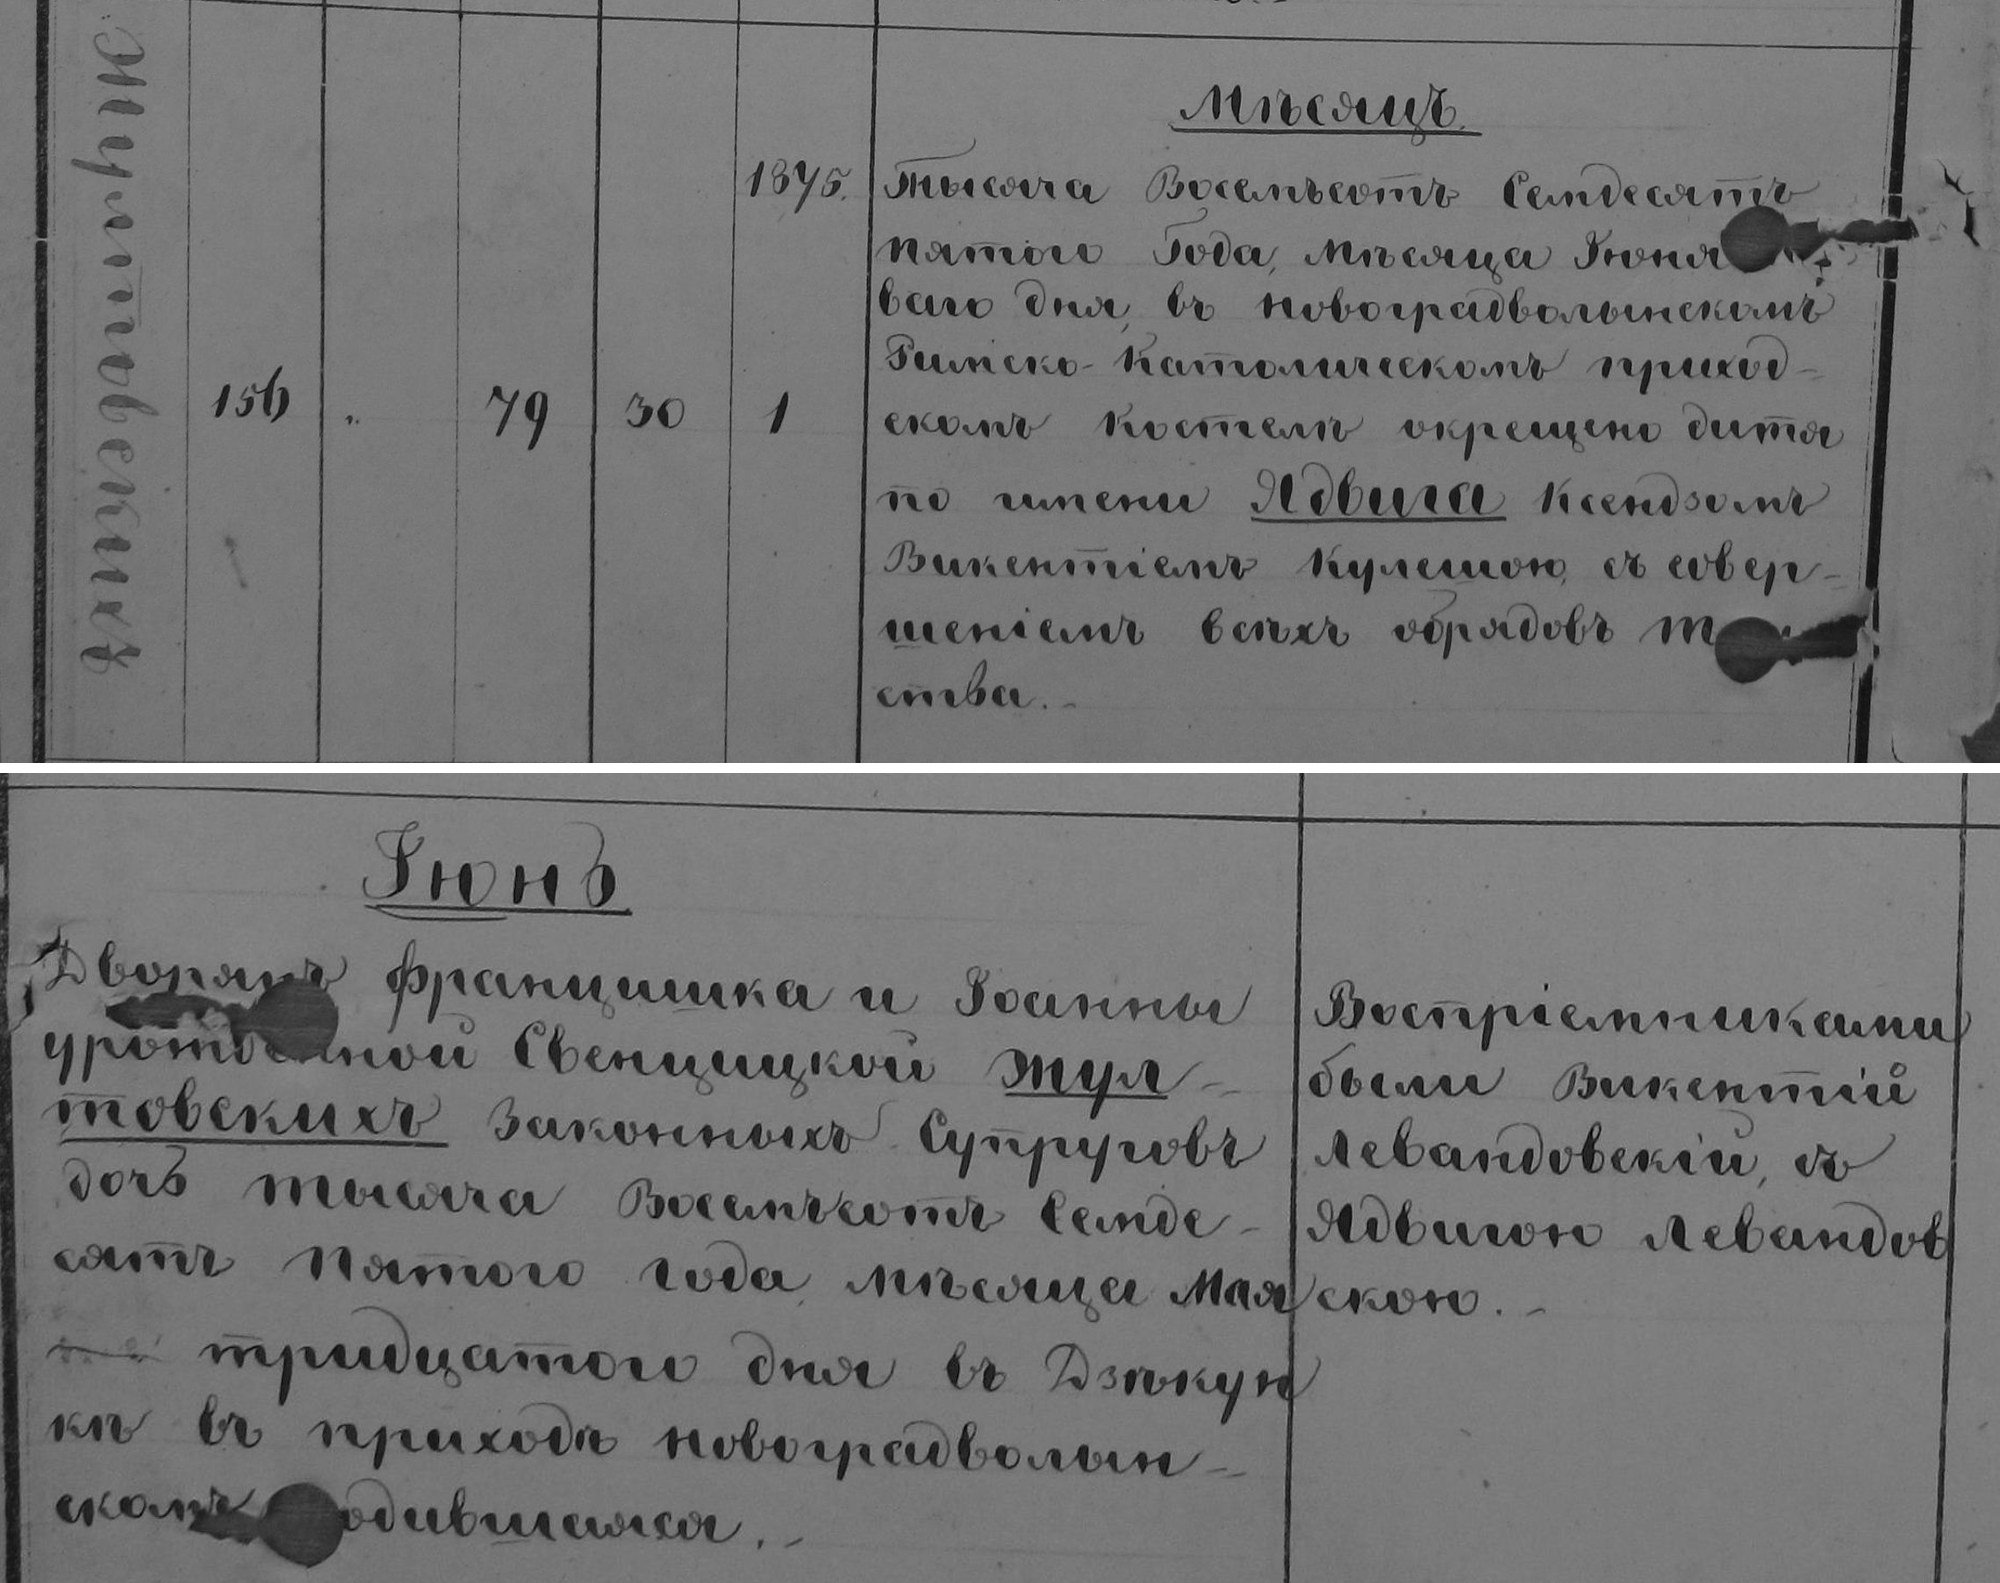 Жултовскихъ
156 " 79 30 1
1875.
Мѣсяцъ.
Тысяча Восемьсотъ Семдесятъ
пятого Года, Мѣсяца Іюня
ваго дня, въ Новоградволынскомъ
Римско-Католическомъ приход-
скомъ Костелѣ окрещено дитя
по имени Ядвига Ксендзомъ
Викентіемъ Кулешою, съ совер-
шеніемъ всѣхъ обрядовъ т
ства.-
Іюнь
Дворянъ Францишка и Іоанны
урожденной Свенцицкой Жул-
товскихъ Законныхъ Супруговъ
дочь тысяча Восемьсотъ Семде-
сятъ Пятого года, мѣсяца Мая
тридцатого дня въ Дзѣкун
кѣ въ приходѣ Новоградволын-
скомъ одившаяся.-
Воспріемниками
были Викентій
Левандовскій, съ
Ядвигою Левандов
скою.-